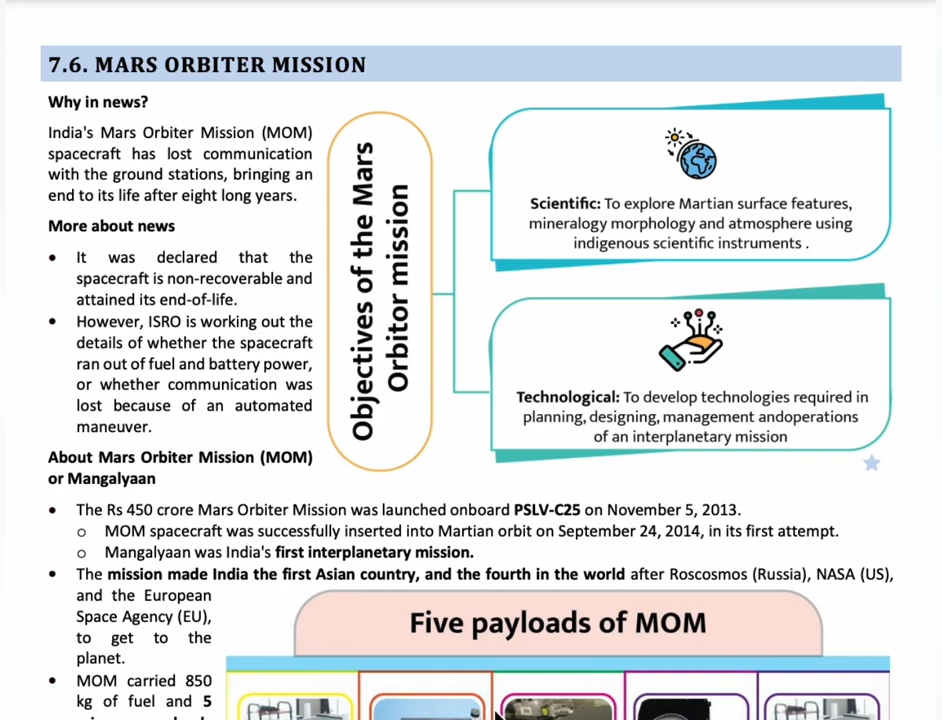 7.6. MARS ORBITER MISSION
Why in news?
India's Mars Orbiter Mission (MOM)
spacecraft has lost communication
with the ground stations, bringing an
end to its life after eight long years.
More about news
• It was declared that the
spacecraft is non-recoverable and
attained its end-of-life.
• However, ISRO is working out the
details of whether the spacecraft
ran out of fuel and battery power,
or whether communication was
lost because of an automated
maneuver.
Objectives of the Mars
Orbitor mission
Scientific: To explore Martian surface features,
mineralogy morphology and atmosphere using
indigenous scientific instruments .
Technological: To develop technologies required in
planning, designing, management andoperations
of an interplanetary mission
About Mars Orbiter Mission (MOM)
or Mangalyaan
• The Rs 450 crore Mars Orbiter Mission was launched onboard PSLV-C25 on November 5, 2013.
o MOM spacecraft was successfully inserted into Martian orbit on September 24, 2014, in its first attempt.
o Mangalyaan was India's first interplanetary mission.
• The mission made India the first Asian country, and the fourth in the world after Roscosmos (Russia), NASA (US),
and the European
Space Agency (EU),
to get to the
planet.
• MOM carried 850
kg of fuel and 5
Five payloads of MOM